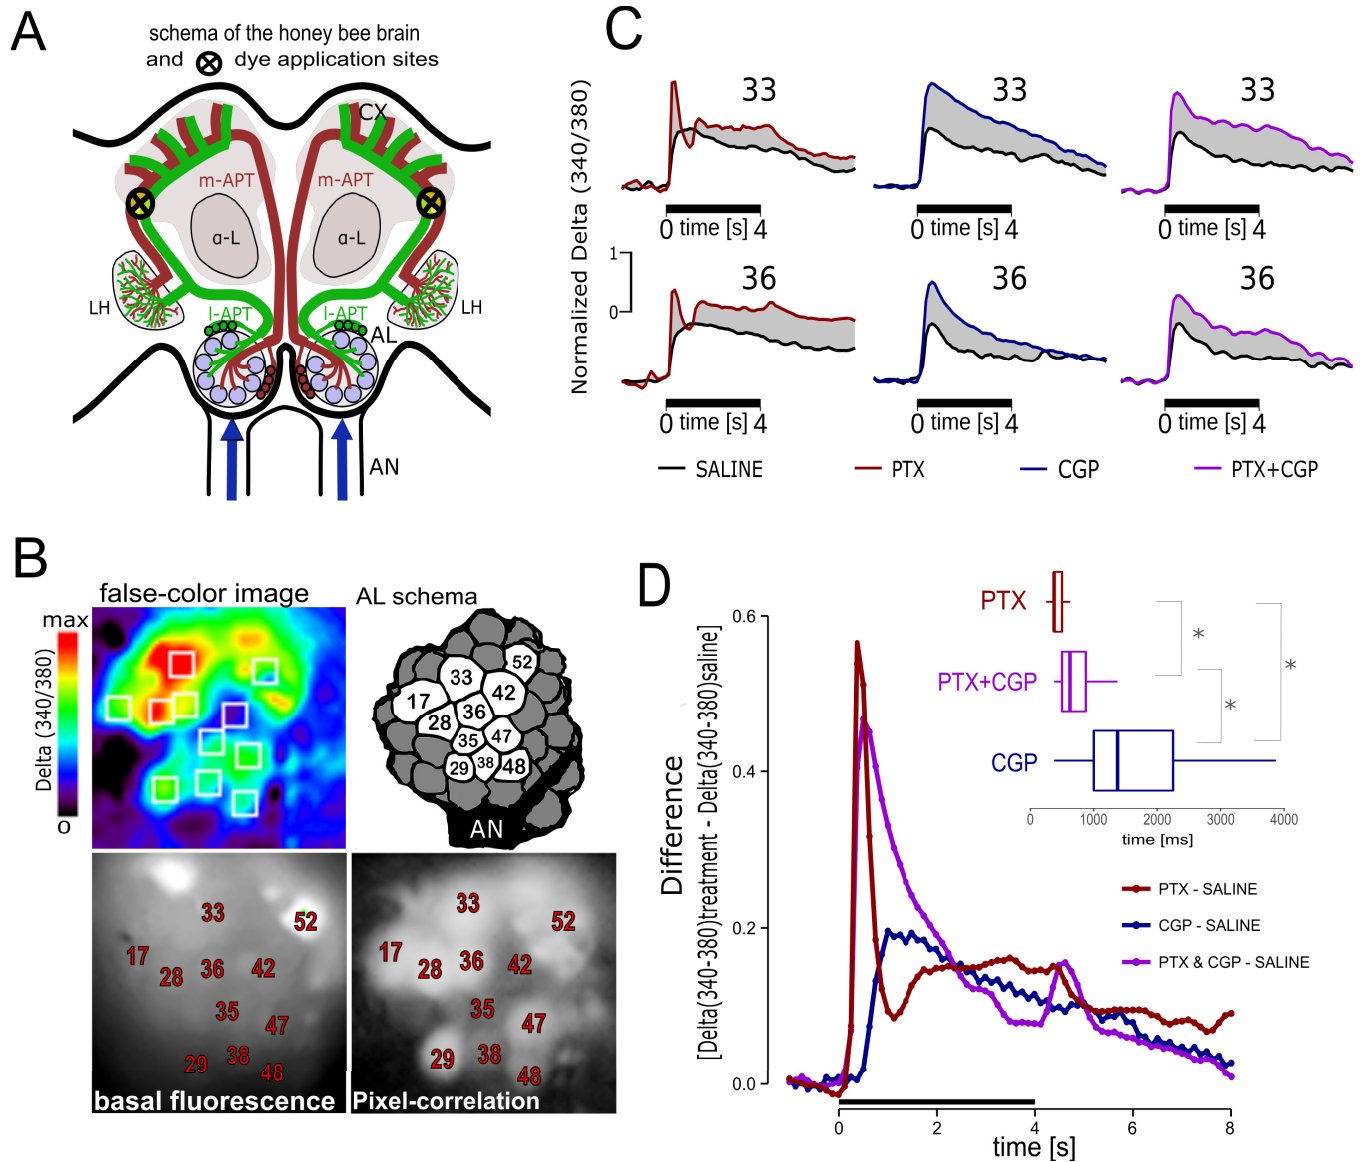 A
schema of the honey bee brain
and dye application sites
CX
m-APT
m-APT
α-L
α-L
LH
LH
l-APT
l-APT
AL
AN
B
false-color image
AL schema
max
Delta (340/380)
o
52
33
42
17
36
28
35
47
29
38
48
AN
33
52
17
28
36
42
35
47
29
38
48
basal fluorescence
33
52
17
28
36
42
35
47
29
38
48
Pixel-correlation
C
Normalized Delta (340/380)
33
33
33
0 time [s] 4
0 time [s] 4
0 time [s] 4
1
0
36
36
36
0 time [s] 4
0 time [s] 4
0 time [s] 4
SALINE
PTX
CGP
PTX+CGP
D
Difference
[Delta(340-380)treatment - Delta(340-380)saline]
0.6
0.4
0.2
0.0
PTX
PTX+CGP
CGP
*
*
*
0 1000 2000 3000 4000
time [ms]
PTX - SALINE
CGP - SALINE
PTX & CGP - SALINE
0 2 4 6 8
time [s]